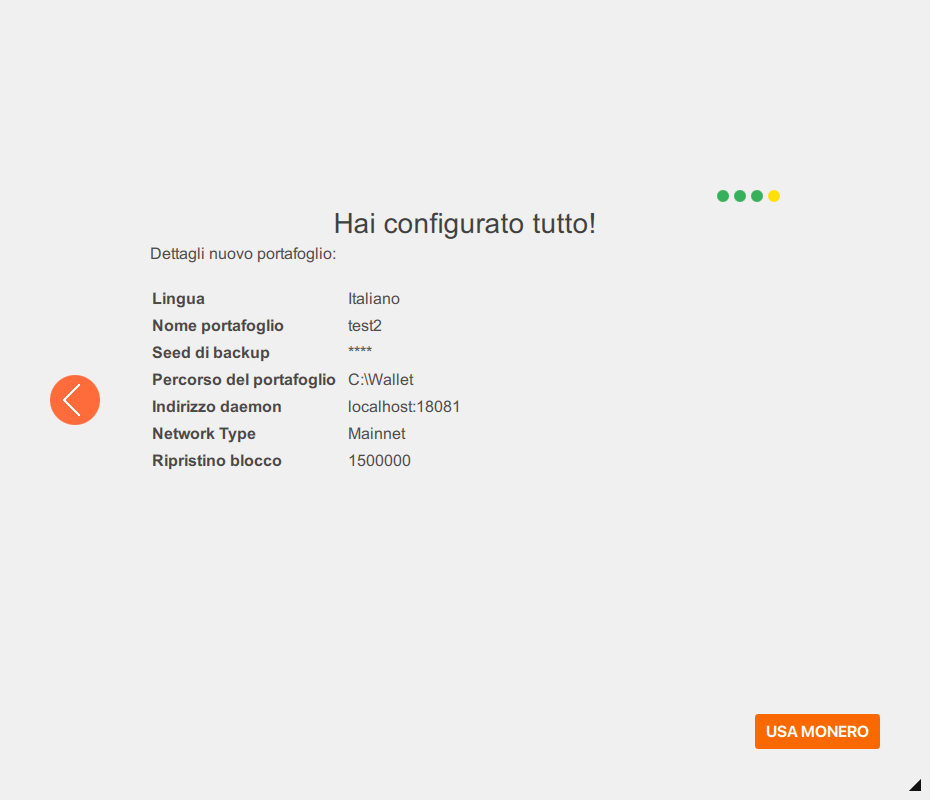 Hai configurato tutto!
Dettagli nuovo portafoglio:
Lingua Italiano
Nome portafoglio test2
Seed di backup ****
Percorso del portafoglio C:\Wallet
Indirizzo daemon localhost:18081
Network Type Mainnet
Ripristino blocco 1500000
USA MONERO